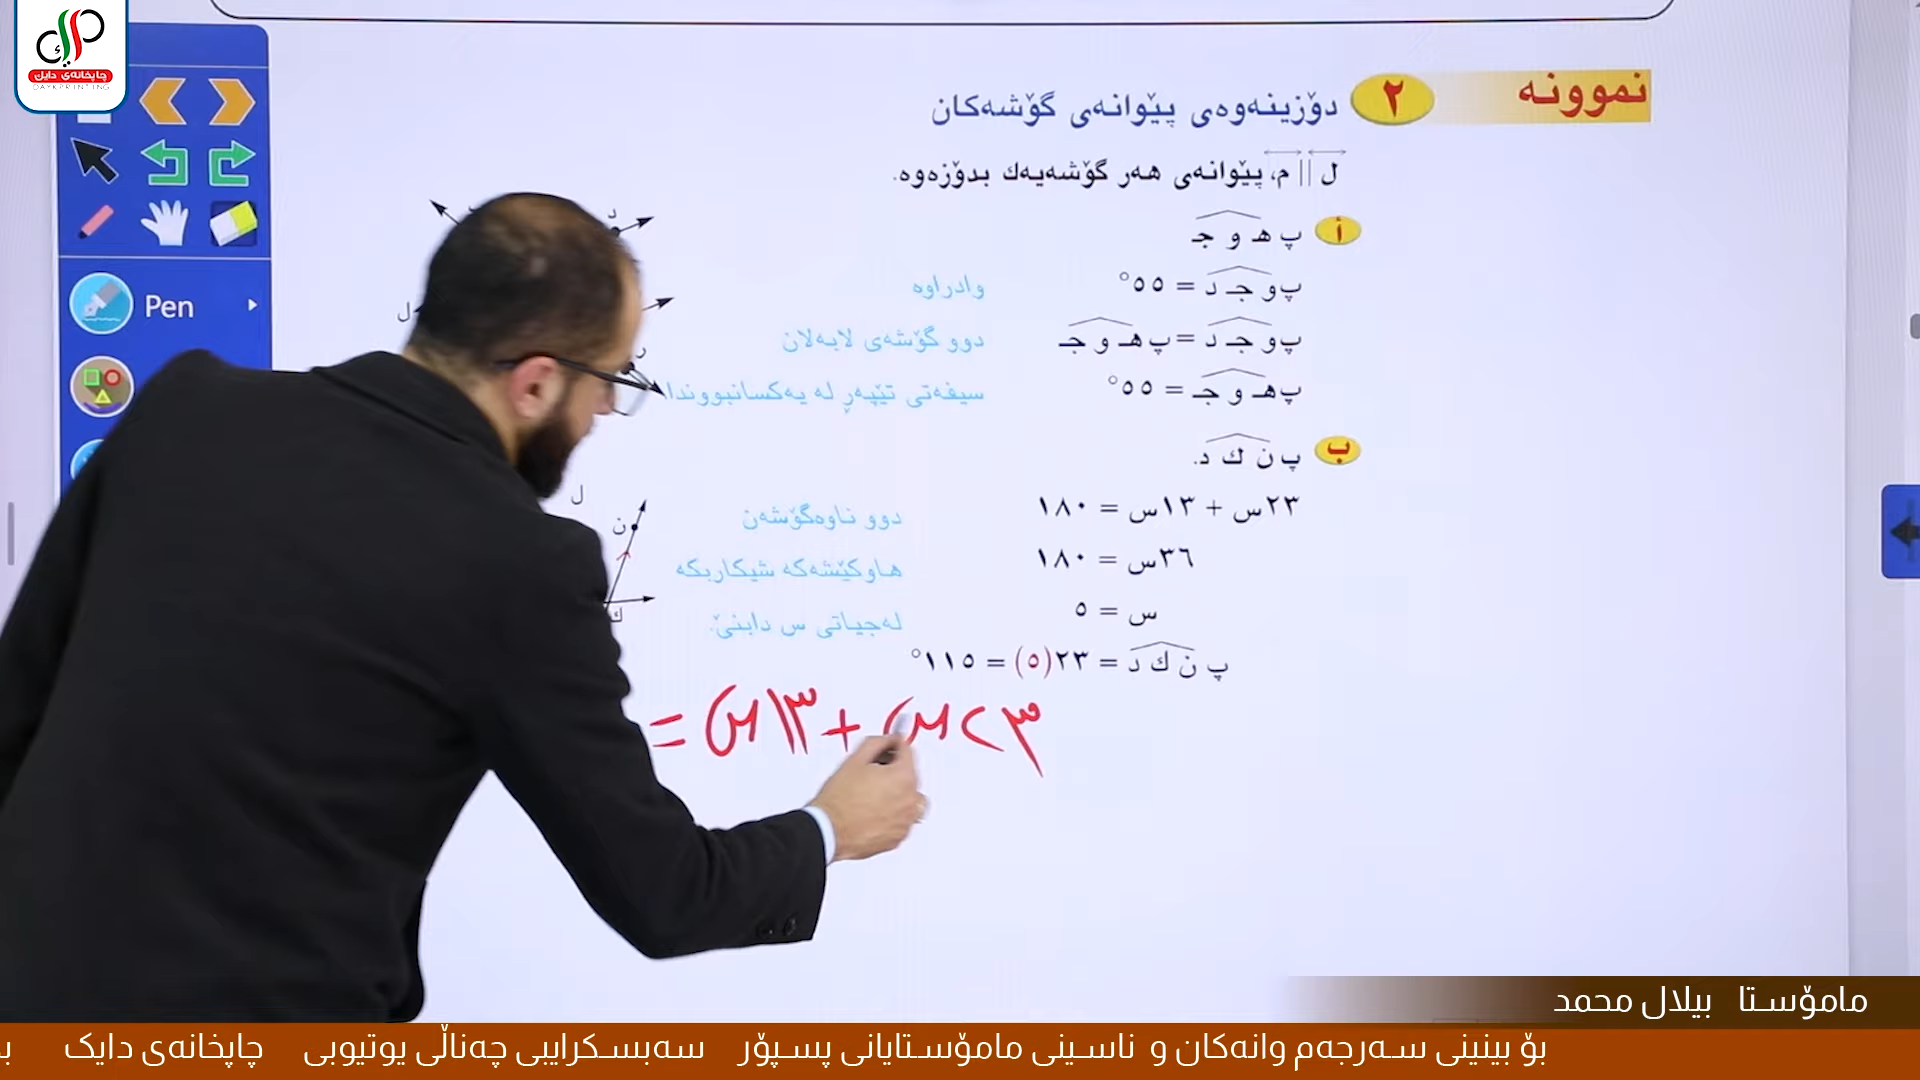 چاپخانەی دایك
DAYKPRINTING
نموونە ٢ دۆزینەوەی پێوانەی گۆشەکان
ل || م، پێوانەی هەر گۆشەیەك بدۆزەوە.
أ پ هـ و جـ
پ و جـ د = ٥٥° وادراوە
پ و جـ د = پ هـ و جـ دوو گۆشەی لابەلان
پ هـ و جـ = ٥٥° سیفەتی تێپەڕ لە یەکسانبووندا
ب پ ن ك د.
٢٣س + ١٣س = ١٨٠ دوو ناوەگۆشەن
٣٦س = ١٨٠ هاوکێشەکە شیکاربکە
س = ٥ لەجیاتی س دابنێ.
پ ن ك د = ٢٣(٥) = ١١٥°
٢٣س + ١٣س =
د
ل
ر
ل
ن
ك
Pen
مامۆستا بیلال محمد
بۆ بینینی سەرجەم وانەکان و ناسینی مامۆستایانی پسپۆر سەبسکرایبی چەناڵی یوتیوبی چاپخانەی دایک